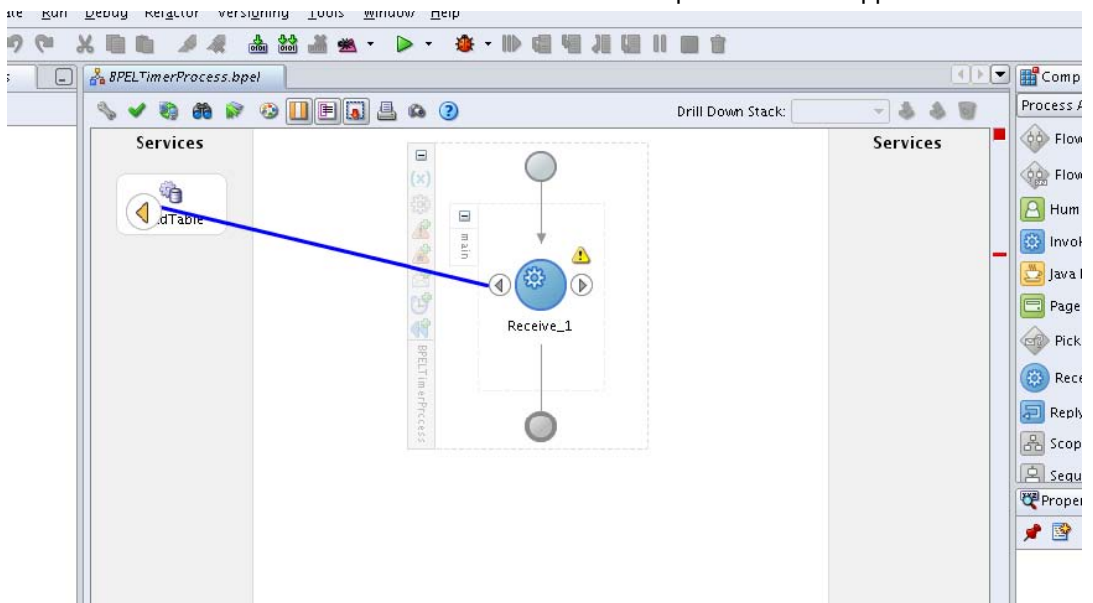 Run Debug Refactor Versioning Tools Window Help
BPELTimerProcess.bpel
Comp
Drill Down Stack:
Process A
Services
Services
Flow
Flow
Hum
dTable
main
Invok
Java
Page
Receive_1
Pick
Rece
BPELTimerProcess
Reply
Scop
Sequ
Proper